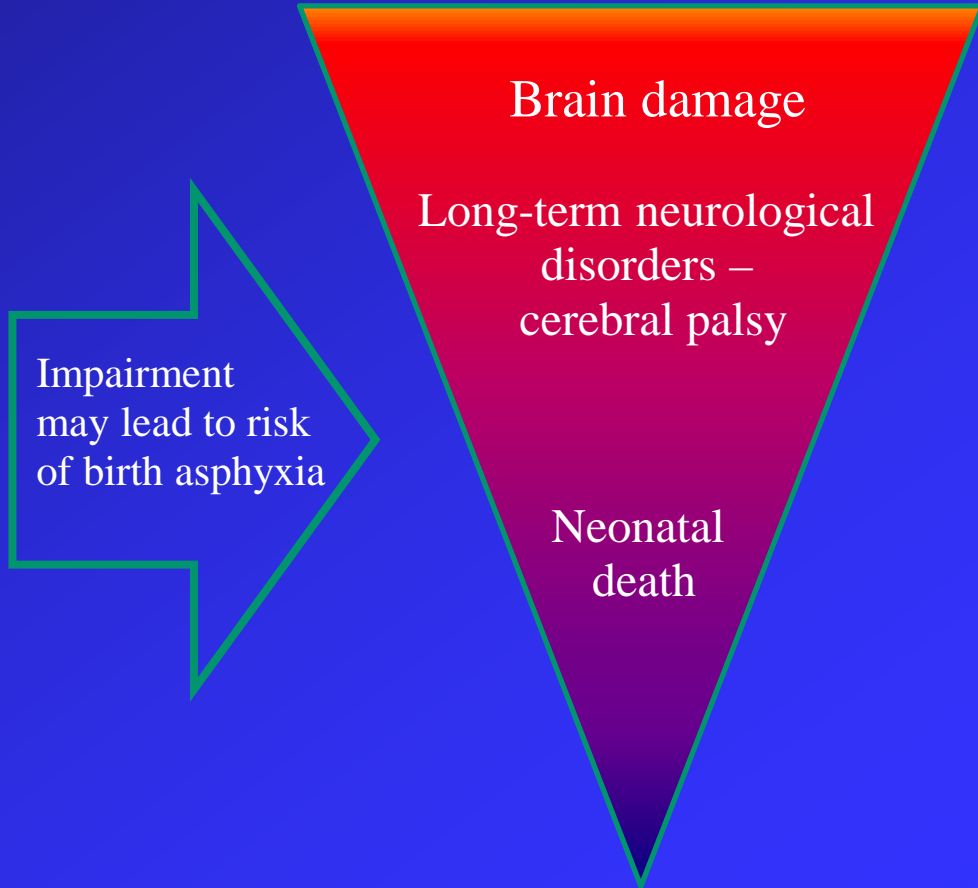 Brain damage
Long-term neurological
disorders –
cerebral palsy
Impairment
may lead to risk
of birth asphyxia
Neonatal
death